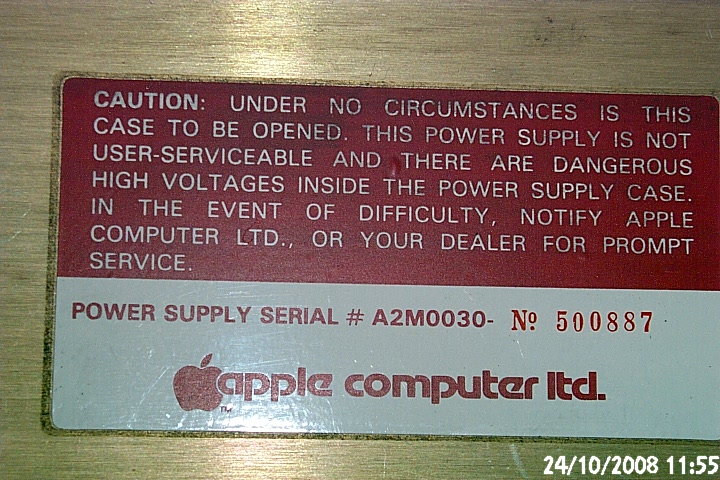 CAUTION: UNDER NO CIRCUMSTANCES IS THIS
CASE TO BE OPENED. THIS POWER SUPPLY IS NOT
USER-SERVICEABLE AND THERE ARE DANGEROUS
HIGH VOLTAGES INSIDE THE POWER SUPPLY CASE.
IN THE EVENT OF DIFFICULTY, NOTIFY APPLE
COMPUTER LTD., OR YOUR DEALER FOR PROMPT
SERVICE.
POWER SUPPLY SERIAL # A2M0030- Nº 500887
apple computer ltd.
TM
24/10/2008 11:55